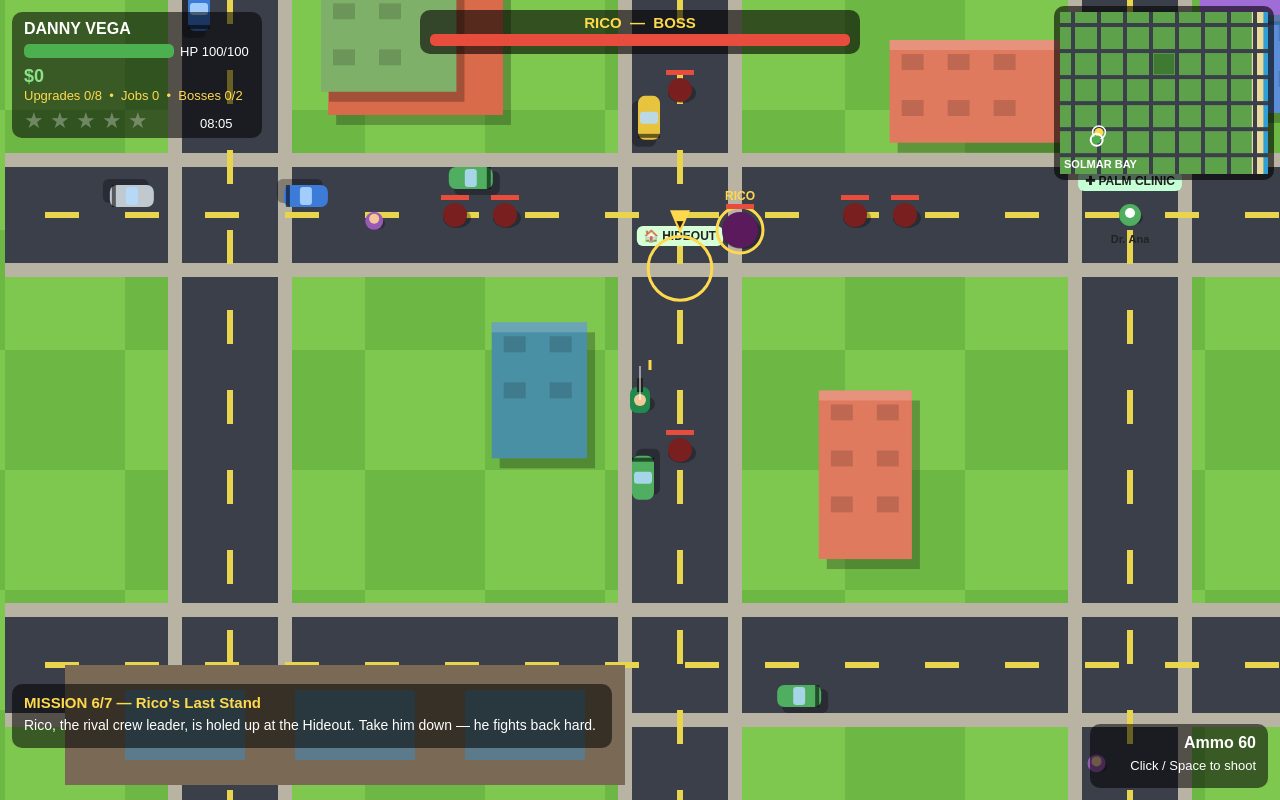 DANNY VEGA
HP 100/100
$0
Upgrades 0/8 • Jobs 0 • Bosses 0/2
★ ★ ★ ★ ★ 08:05
RICO — BOSS
SOLMAR BAY
✚ PALM CLINIC
Dr. Ana
RICO
🏠 HIDEOUT
MISSION 6/7 — Rico's Last Stand
Rico, the rival crew leader, is holed up at the Hideout. Take him down — he fights back hard.
Ammo 60
Click / Space to shoot